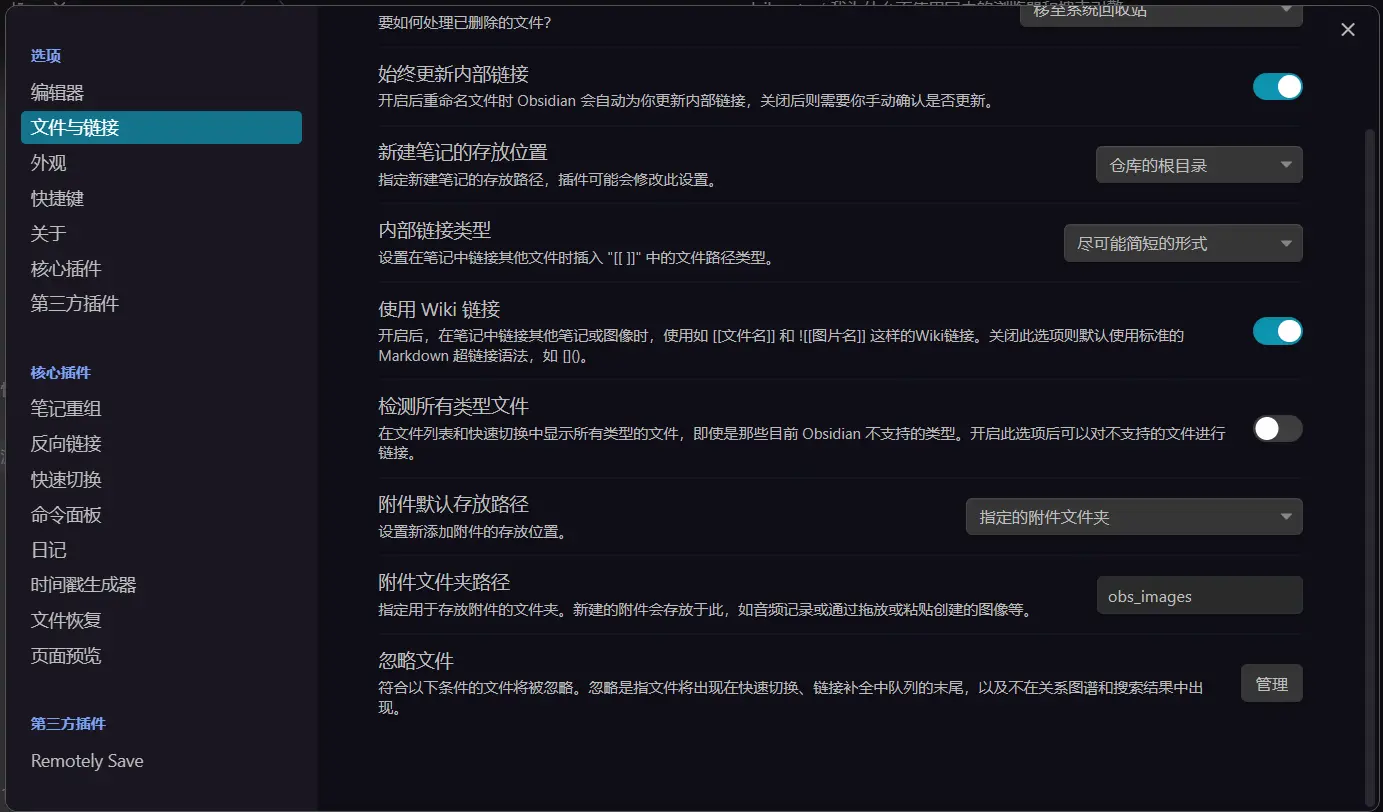 选项
编辑器
文件与链接
外观
快捷键
关于
核心插件
第三方插件
核心插件
笔记重组
反向链接
快速切换
命令面板
日记
时间戳生成器
文件恢复
页面预览
第三方插件
Remotely Save
要如何处理已删除的文件?
移至系统回收站
始终更新内部链接
开启后重命名文件时 Obsidian 会自动为你更新内部链接，关闭后则需要你手动确认是否更新。
新建笔记的存放位置
指定新建笔记的存放路径，插件可能会修改此设置。
仓库的根目录
内部链接类型
设置在笔记中链接其他文件时插入 "[[ ]]" 中的文件路径类型。
尽可能简短的形式
使用 Wiki 链接
开启后，在笔记中链接其他笔记或图像时，使用如 [[文件名]] 和 ![[图片名]] 这样的Wiki链接。关闭此选项则默认使用标准的
Markdown 超链接语法，如 []()。
检测所有类型文件
在文件列表和快速切换中显示所有类型的文件，即使是那些目前 Obsidian 不支持的类型。开启此选项后可以对不支持的文件进行
链接。
附件默认存放路径
设置新添加附件的存放位置。
指定的附件文件夹
附件文件夹路径
指定用于存放附件的文件夹。新建的附件会存放于此，如音频记录或通过拖放或粘贴创建的图像等。
obs_images
忽略文件
符合以下条件的文件将被忽略。忽略是指文件将出现在快速切换、链接补全中队列的末尾，以及不在关系图谱和搜索结果中出
现。
管理